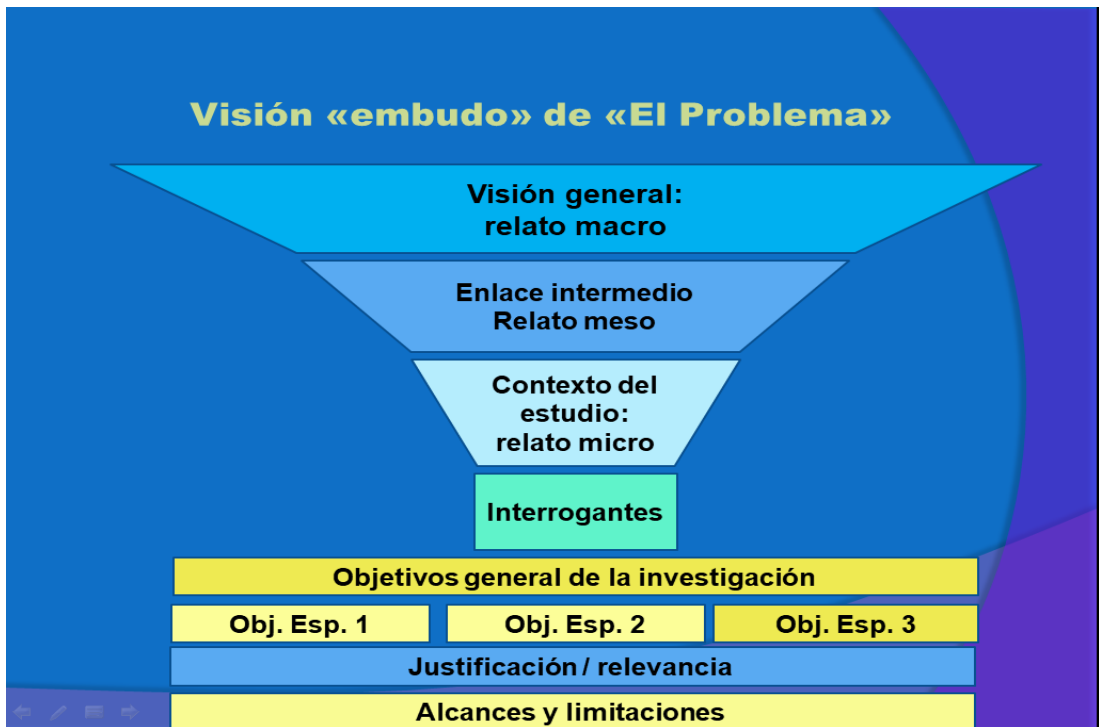 Visión «embudo» de «El Problema»
Visión general:
relato macro
Enlace intermedio
Relato meso
Contexto del
estudio:
relato micro
Interrogantes
Objetivos general de la investigación
Obj. Esp. 1
Obj. Esp. 2
Obj. Esp. 3
Justificación / relevancia
Alcances y limitaciones